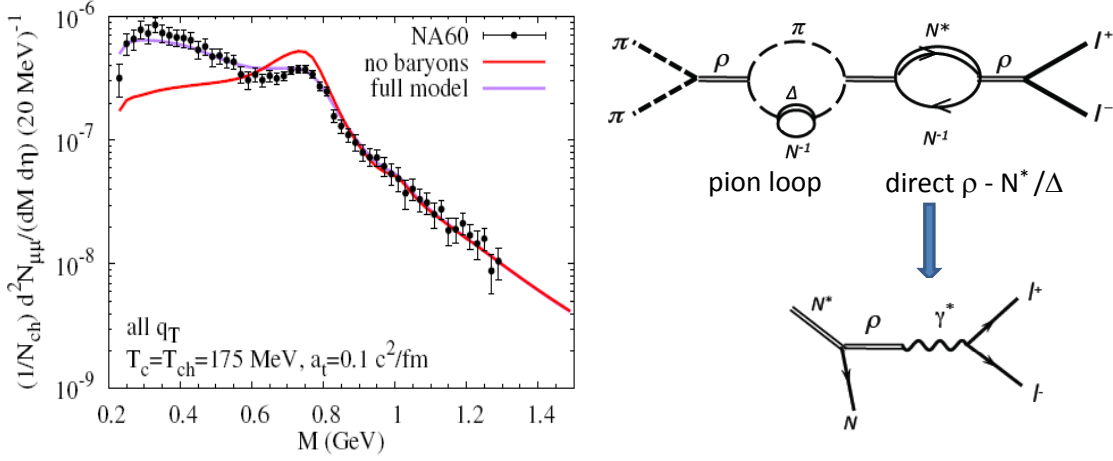 (1/N_ch) d²N_μμ/(dM dη) (20 MeV)⁻¹
10⁻⁶
10⁻⁷
10⁻⁸
10⁻⁹
NA60
no baryons
full model
all q_T
T_c=T_ch=175 MeV, a_t=0.1 c²/fm
0.2 0.4 0.6 0.8 1 1.2 1.4
M (GeV)
π
π
ρ
π
Δ
N⁻¹
N*
N⁻¹
ρ
l⁺
l⁻
pion loop
direct ρ - N*/Δ
N*
N
ρ
γ*
l⁺
l⁻